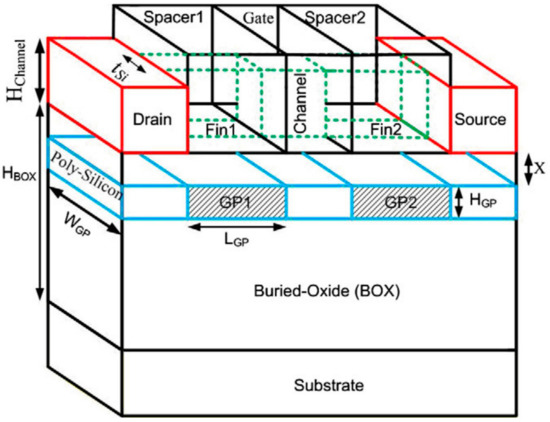 Spacer1 Gate Spacer2
HChannel
tSi
Channel
Drain
Fin1
Fin2
Source
HBOX
Poly-Silicon
X
GP1
GP2
HGP
WGP
LGP
Buried-Oxide (BOX)
Substrate